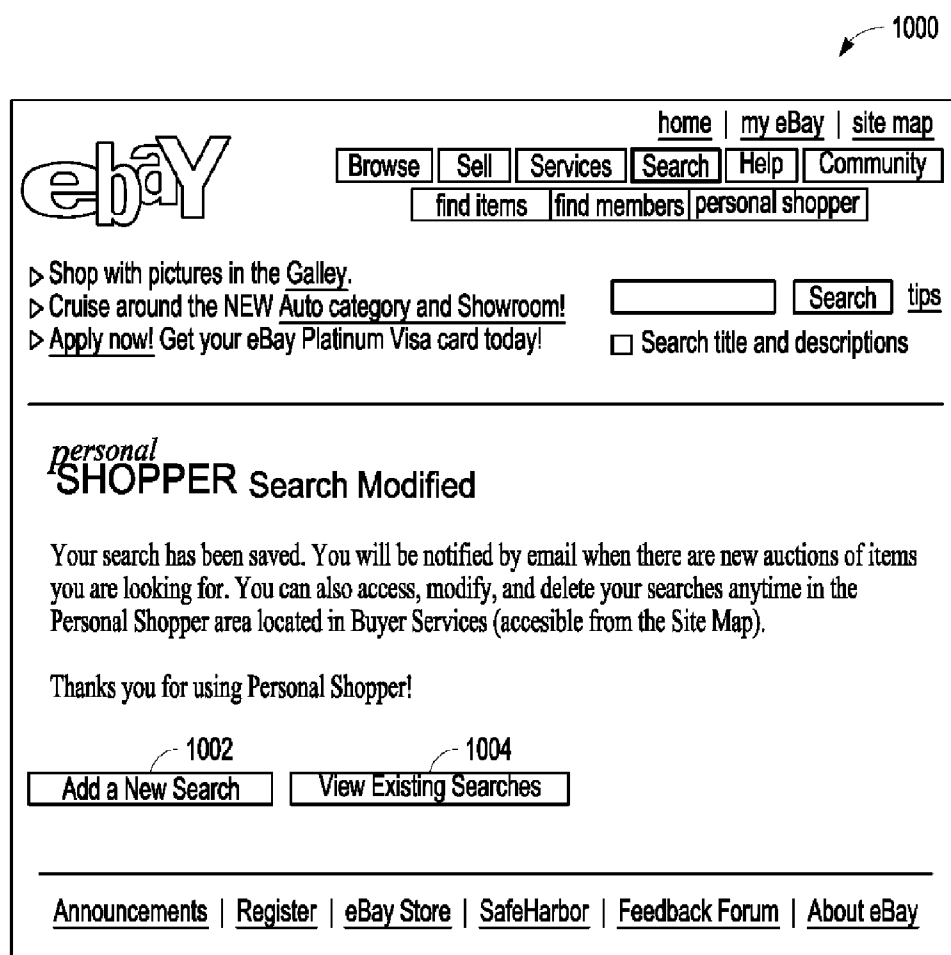 1000
home | my eBay | site map
ebaY
Browse Sell Services Search Help Community
find items find members personal shopper
Shop with pictures in the Galley.
Cruise around the NEW Auto category and Showroom!
Apply now! Get your eBay Platinum Visa card today!
Search tips
Search title and descriptions
personal
SHOPPER Search Modified
Your search has been saved. You will be notified by email when there are new auctions of items
you are looking for. You can also access, modify, and delete your searches anytime in the
Personal Shopper area located in Buyer Services (accesible from the Site Map).
Thanks you for using Personal Shopper!
1002 1004
Add a New Search View Existing Searches
Announcements | Register | eBay Store | SafeHarbor | Feedback Forum | About eBay